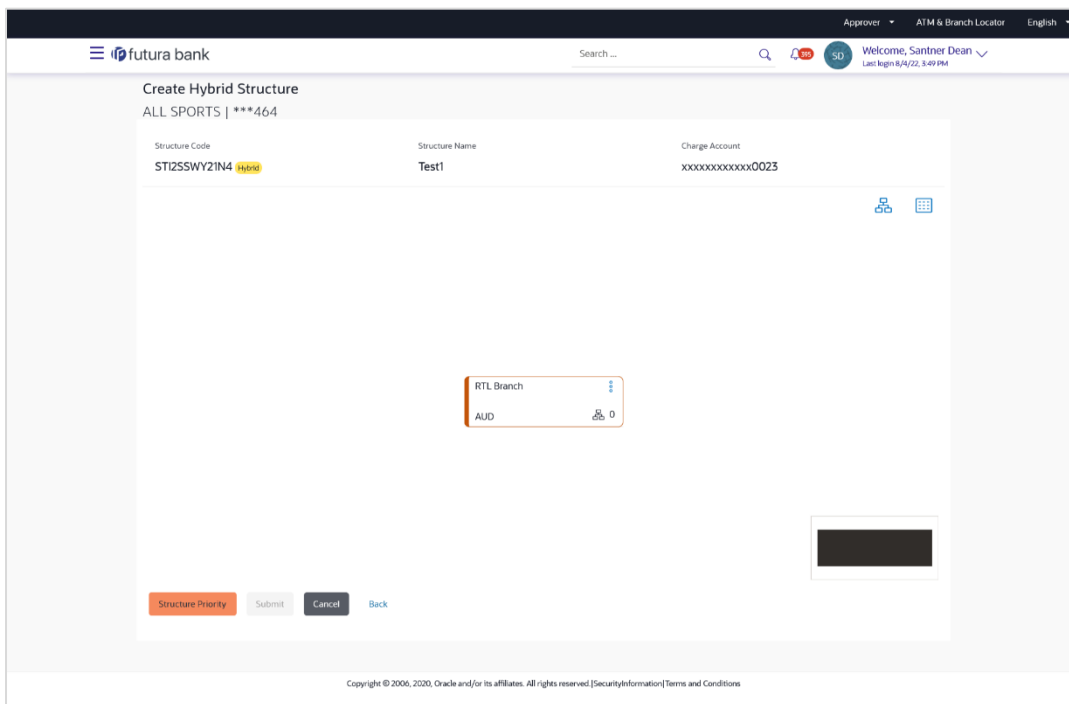 Approver ATM & Branch Locator English
futura bank Search ... 395 SD Welcome, Santner Dean
Last login 8/4/22, 3:49 PM
Create Hybrid Structure
ALL SPORTS | ***464
Structure Code Structure Name Charge Account
STI2SSWY21N4 Hybrid Test1 xxxxxxxxxxxx0023
RTL Branch
AUD 0
Structure Priority Submit Cancel Back
Copyright © 2006, 2020, Oracle and/or its affiliates. All rights reserved.|SecurityInformation|Terms and Conditions